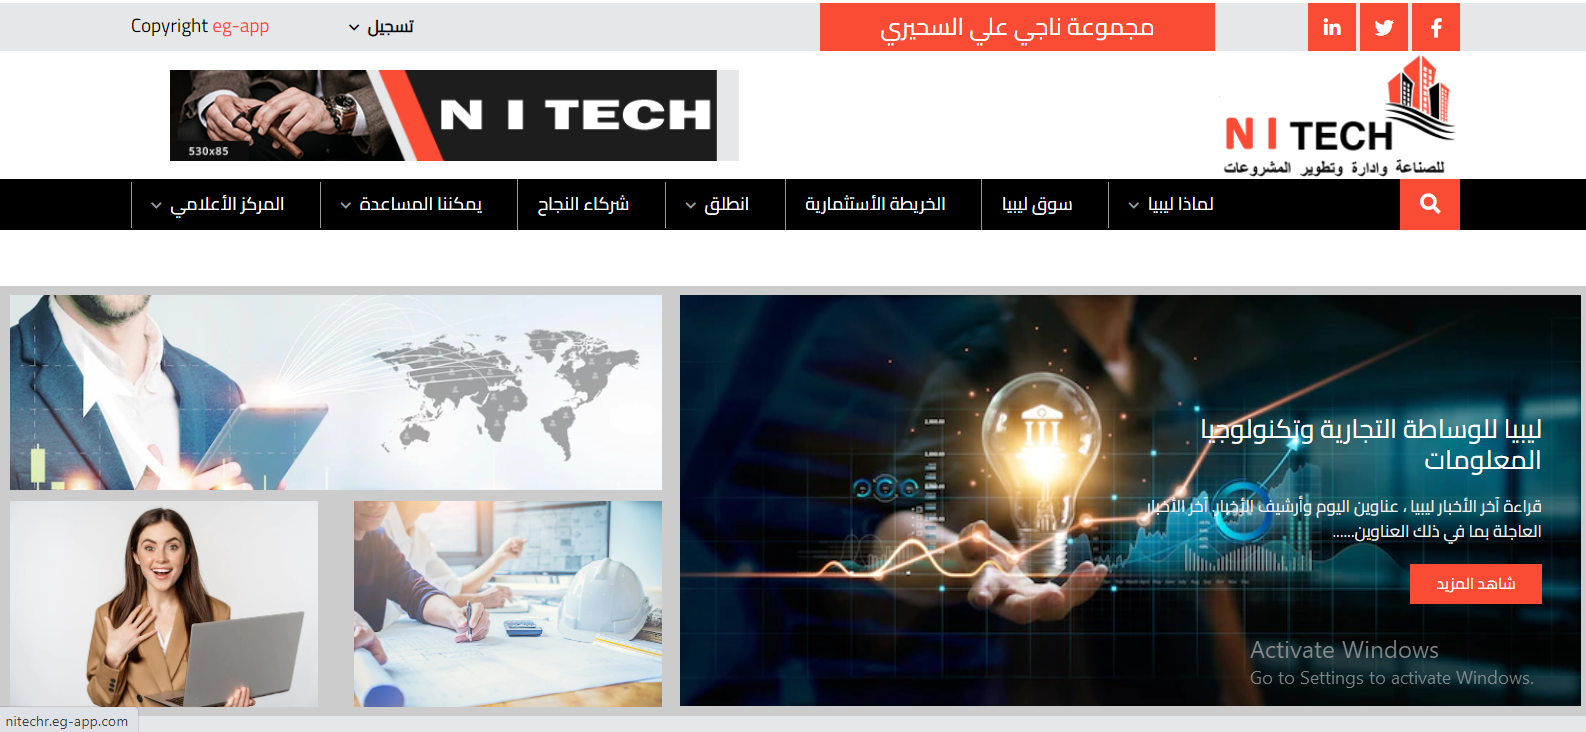 مجموعة ناجي علي السحيري
تسجيل
Copyright eg-app
N I TECH
للصناعة وادارة وتطوير المشروعات
N I TECH
530x85
لماذا ليبيا
سوق ليبيا
الخريطة الأستثمارية
انطلق
شركاء النجاح
يمكننا المساعدة
المركز الأعلامي
ليبيا للوساطة التجارية وتكنولوجيا
المعلومات
قراءة آخر الأخبار ليبيا ، عناوين اليوم وأرشيف الأخبار. آخر الأخبار
العاجلة بما في ذلك العناوين......
شاهد المزيد
Activate Windows
Go to Settings to activate Windows.
nitechr.eg-app.com